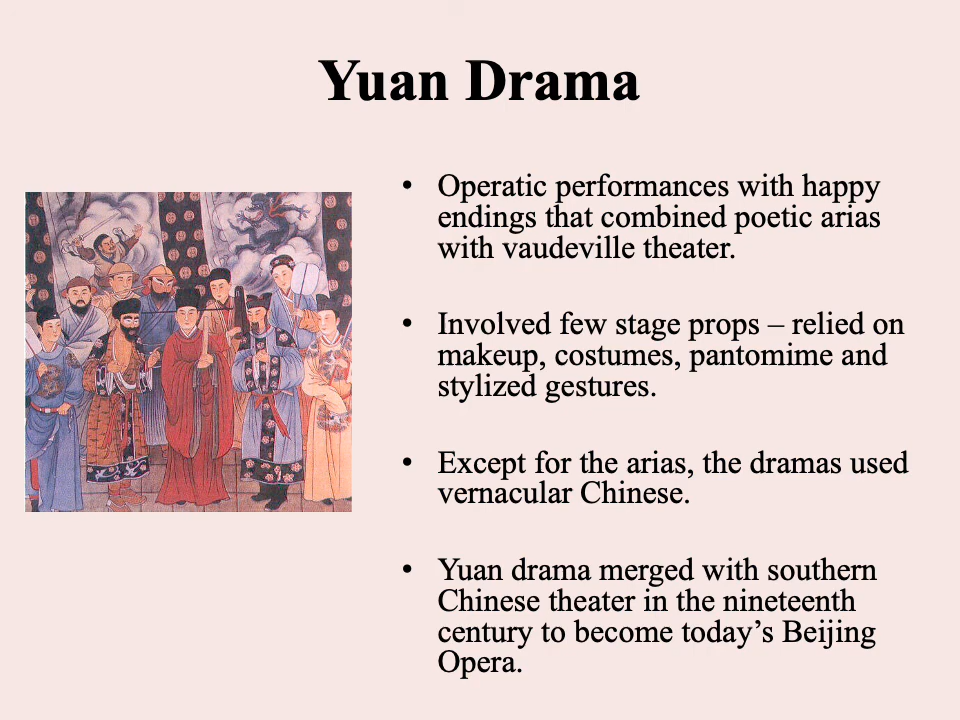 Yuan Drama
• Operatic performances with happy
endings that combined poetic arias
with vaudeville theater.
• Involved few stage props – relied on
makeup, costumes, pantomime and
stylized gestures.
• Except for the arias, the dramas used
vernacular Chinese.
• Yuan drama merged with southern
Chinese theater in the nineteenth
century to become today’s Beijing
Opera.